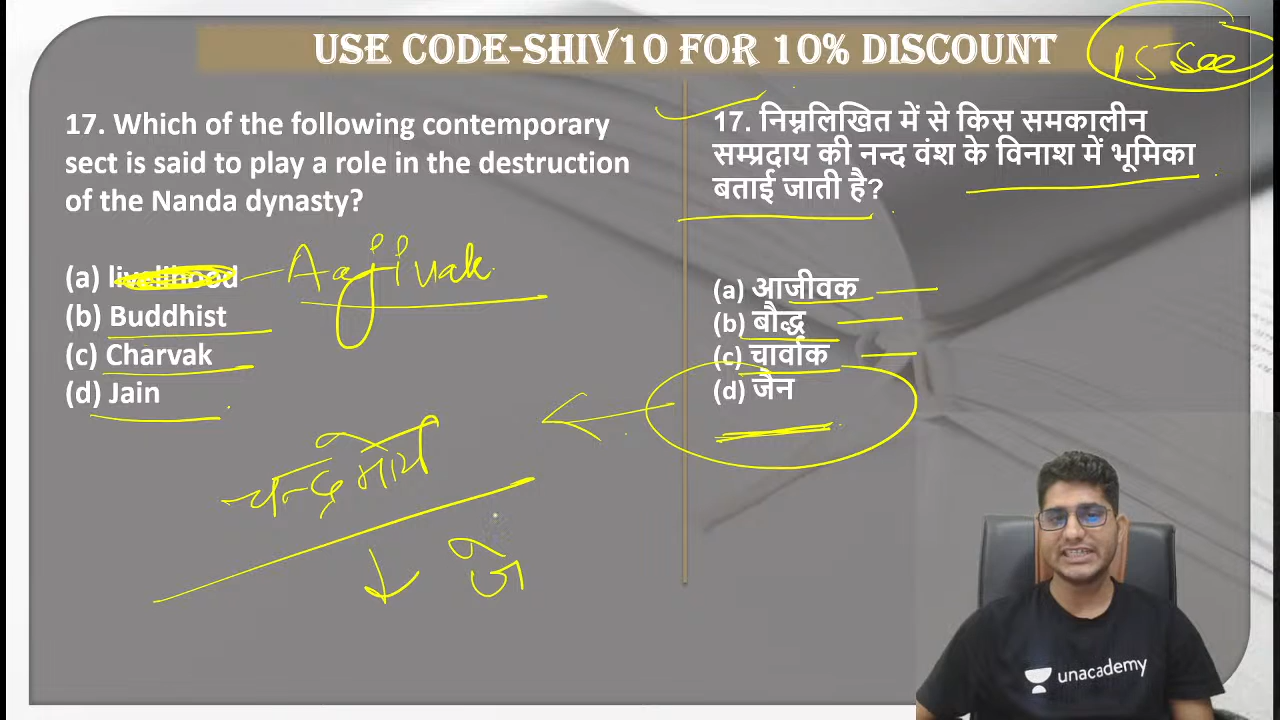 USE CODE-SHIV10 FOR 10% DISCOUNT
15 Sec
17. Which of the following contemporary
sect is said to play a role in the destruction
of the Nanda dynasty?
(a) livelihood
Aajivak
(b) Buddhist
(c) Charvak
(d) Jain
चन्द्र मौर्य
जै
17. निम्नलिखित में से किस समकालीन
सम्प्रदाय की नन्द वंश के विनाश में भूमिका
बताई जाती है?
(a) आजीवक
(b) बौद्ध
(c) चार्वाक
(d) जैन
unacademy